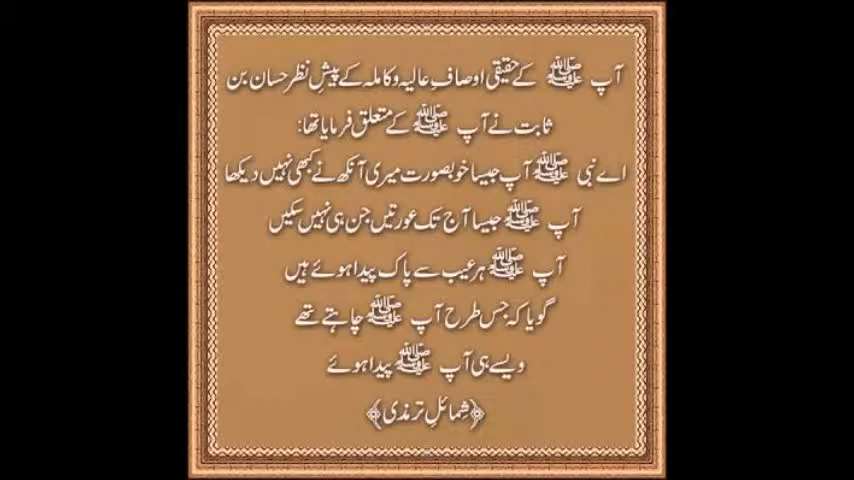 آپ ﷺ کے حقیقی اوصافِ عالیہ و کاملہ کے پیشِ نظر حسان بن
ثابت نے آپ ﷺ کے متعلق فرمایا تھا:
اے نبی ﷺ آپ جیسا خوبصورت میری آنکھ نے کبھی نہیں دیکھا
آپ ﷺ جیسا آج تک عورتیں جن ہی نہیں سکیں
آپ ﷺ ہر عیب سے پاک پیدا ہوئے ہیں
گویا کہ جس طرح آپ ﷺ چاہتے تھے
ویسے ہی آپ ﷺ پیدا ہوئے
﴿شمائلِ ترمذی﴾